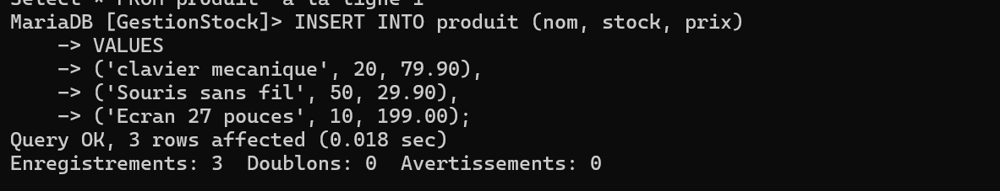 Select * FROM produit' à la ligne 1
MariaDB [GestionStock]> INSERT INTO produit (nom, stock, prix)
    -> VALUES
    -> ('clavier mecanique', 20, 79.90),
    -> ('Souris sans fil', 50, 29.90),
    -> ('Ecran 27 pouces', 10, 199.00);
Query OK, 3 rows affected (0.018 sec)
Enregistrements: 3  Doublons: 0  Avertissements: 0